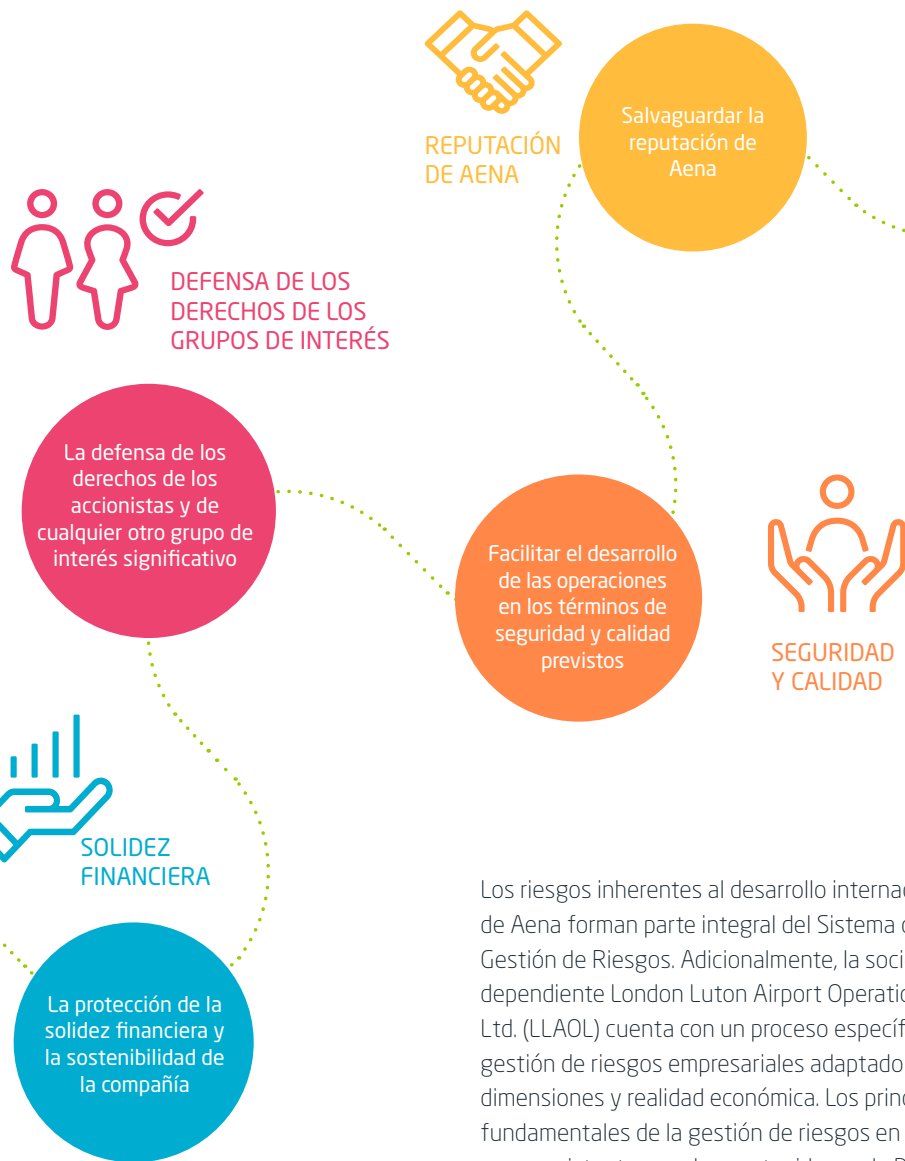 REPUTACIÓN
DE AENA
Salvaguardar la
reputación de
Aena
DEFENSA DE LOS
DERECHOS DE LOS
GRUPOS DE INTERÉS
La defensa de los
derechos de los
accionistas y de
cualquier otro grupo de
interés significativo
Facilitar el desarrollo
de las operaciones
en los términos de
seguridad y calidad
previstos
SEGURIDAD
Y CALIDAD
SOLIDEZ
FINANCIERA
La protección de la
solidez financiera y
la sostenibilidad de
la compañía
Los riesgos inherentes al desarrollo
de Aena forman parte integral del Sistema
Gestión de Riesgos. Adicionalmente, la
dependiente London Luton Airport
Ltd. (LLAOL) cuenta con un proceso
gestión de riesgos empresariales adaptado
dimensiones y realidad económica. Los
fundamentales de la gestión de riesgos en